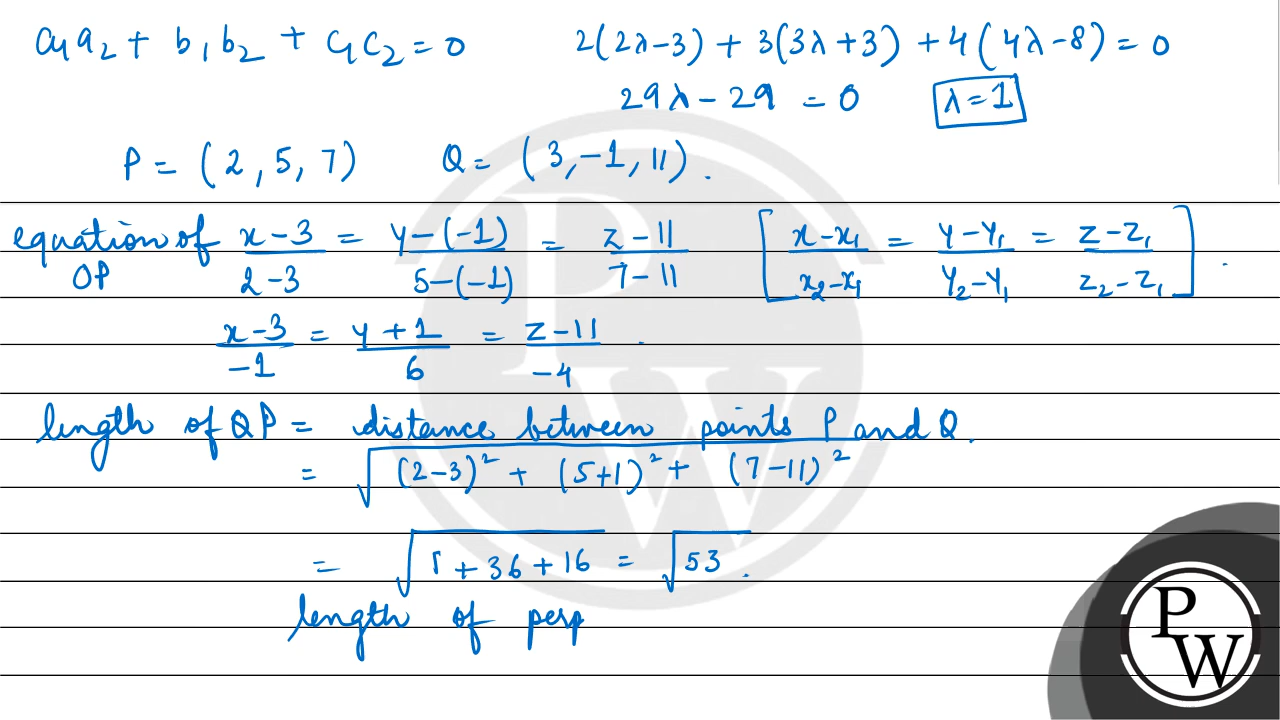 a₁a₂ + b₁b₂ + c₁c₂ = 0 2(2λ-3) + 3(3λ+3) + 4(4λ-8) = 0
29λ - 29 = 0 λ = 1
P = (2, 5, 7) Q = (3, -1, 11).
equation of QP x-3/2-3 = y-(-1)/5-(-1) = z-11/7-11 [x-x₁/x₂-x₁ = y-y₁/y₂-y₁ = z-z₁/z₂-z₁].
x-3/-1 = y+1/6 = z-11/-4.
length of QP = distance between points P and Q.
= √(2-3)² + (5+1)² + (7-11)²
= √1+36+16 = √53.
length of perp
PW
PW